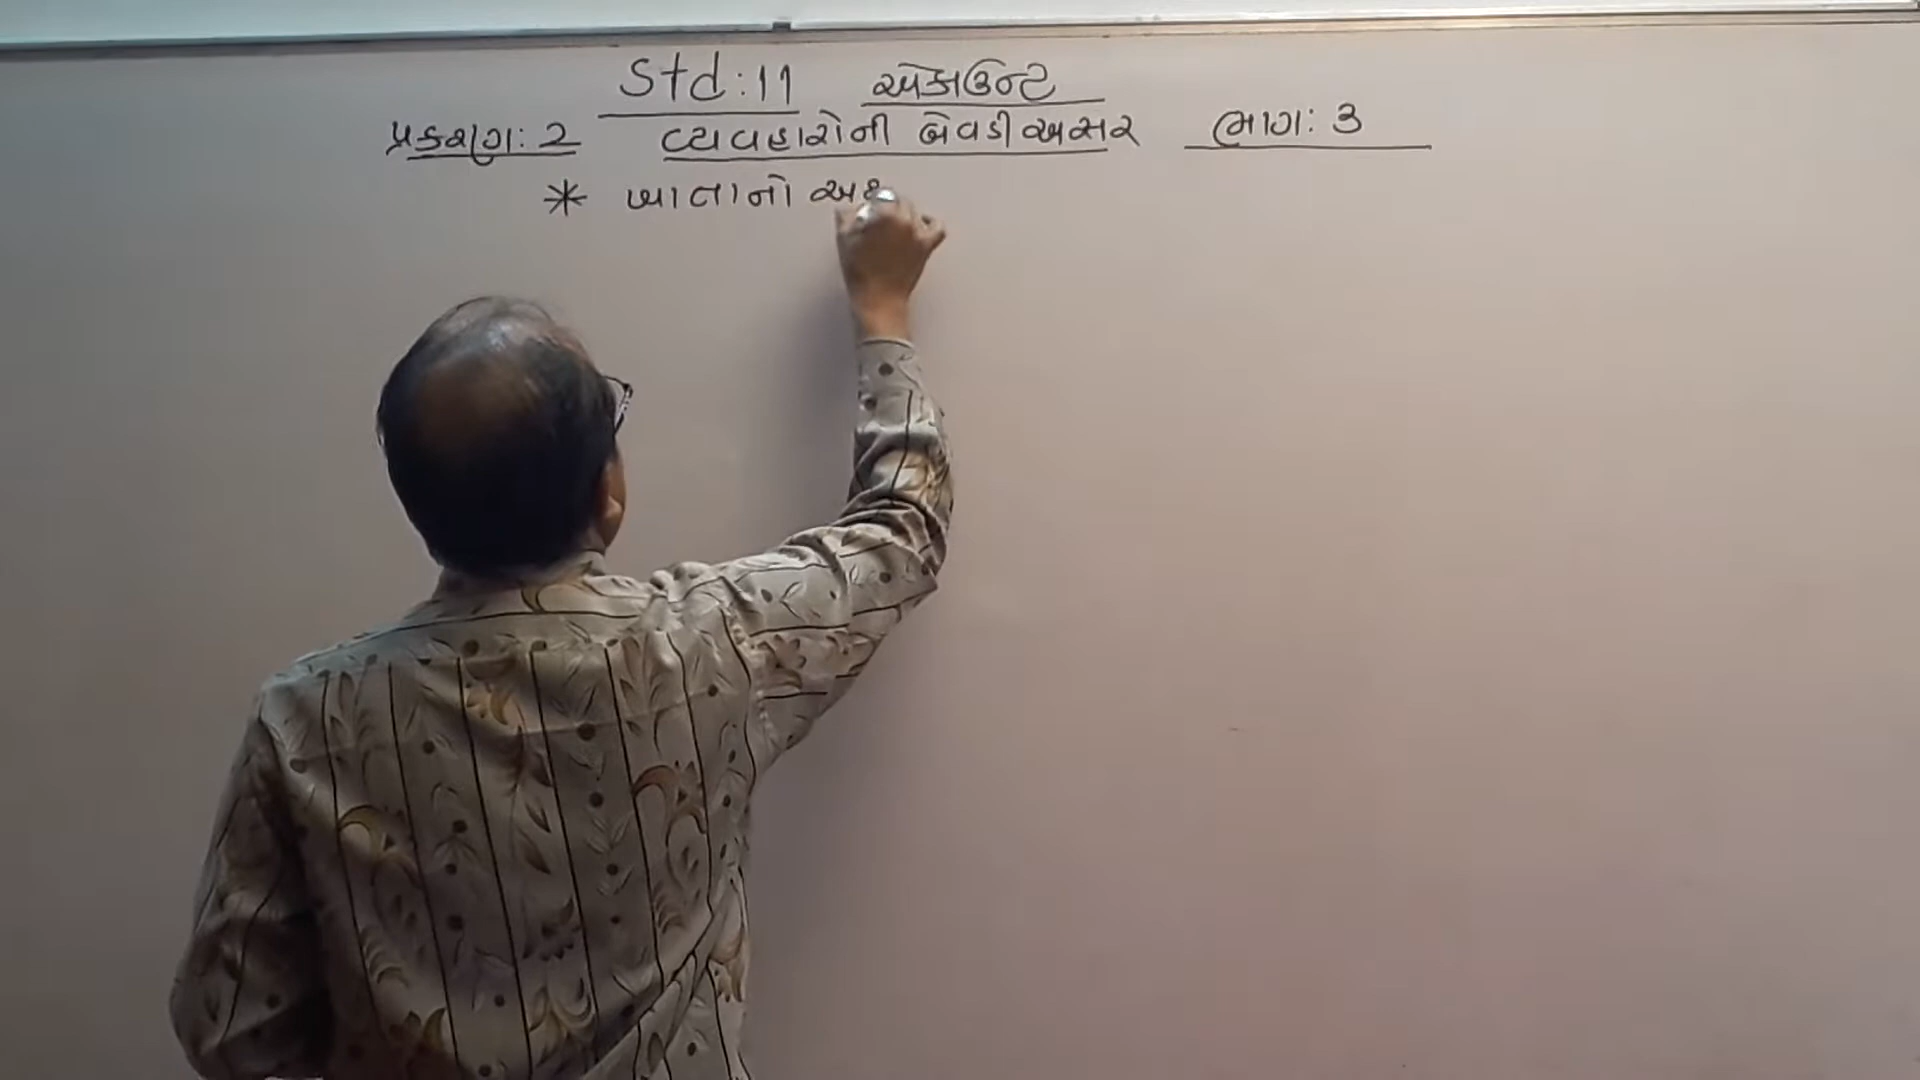 Std: 11 એકાઉન્ટ
પ્રકરણ: 2 વ્યવહારોની બેવડી અસર ભાગ: 3
* ખાતાનો